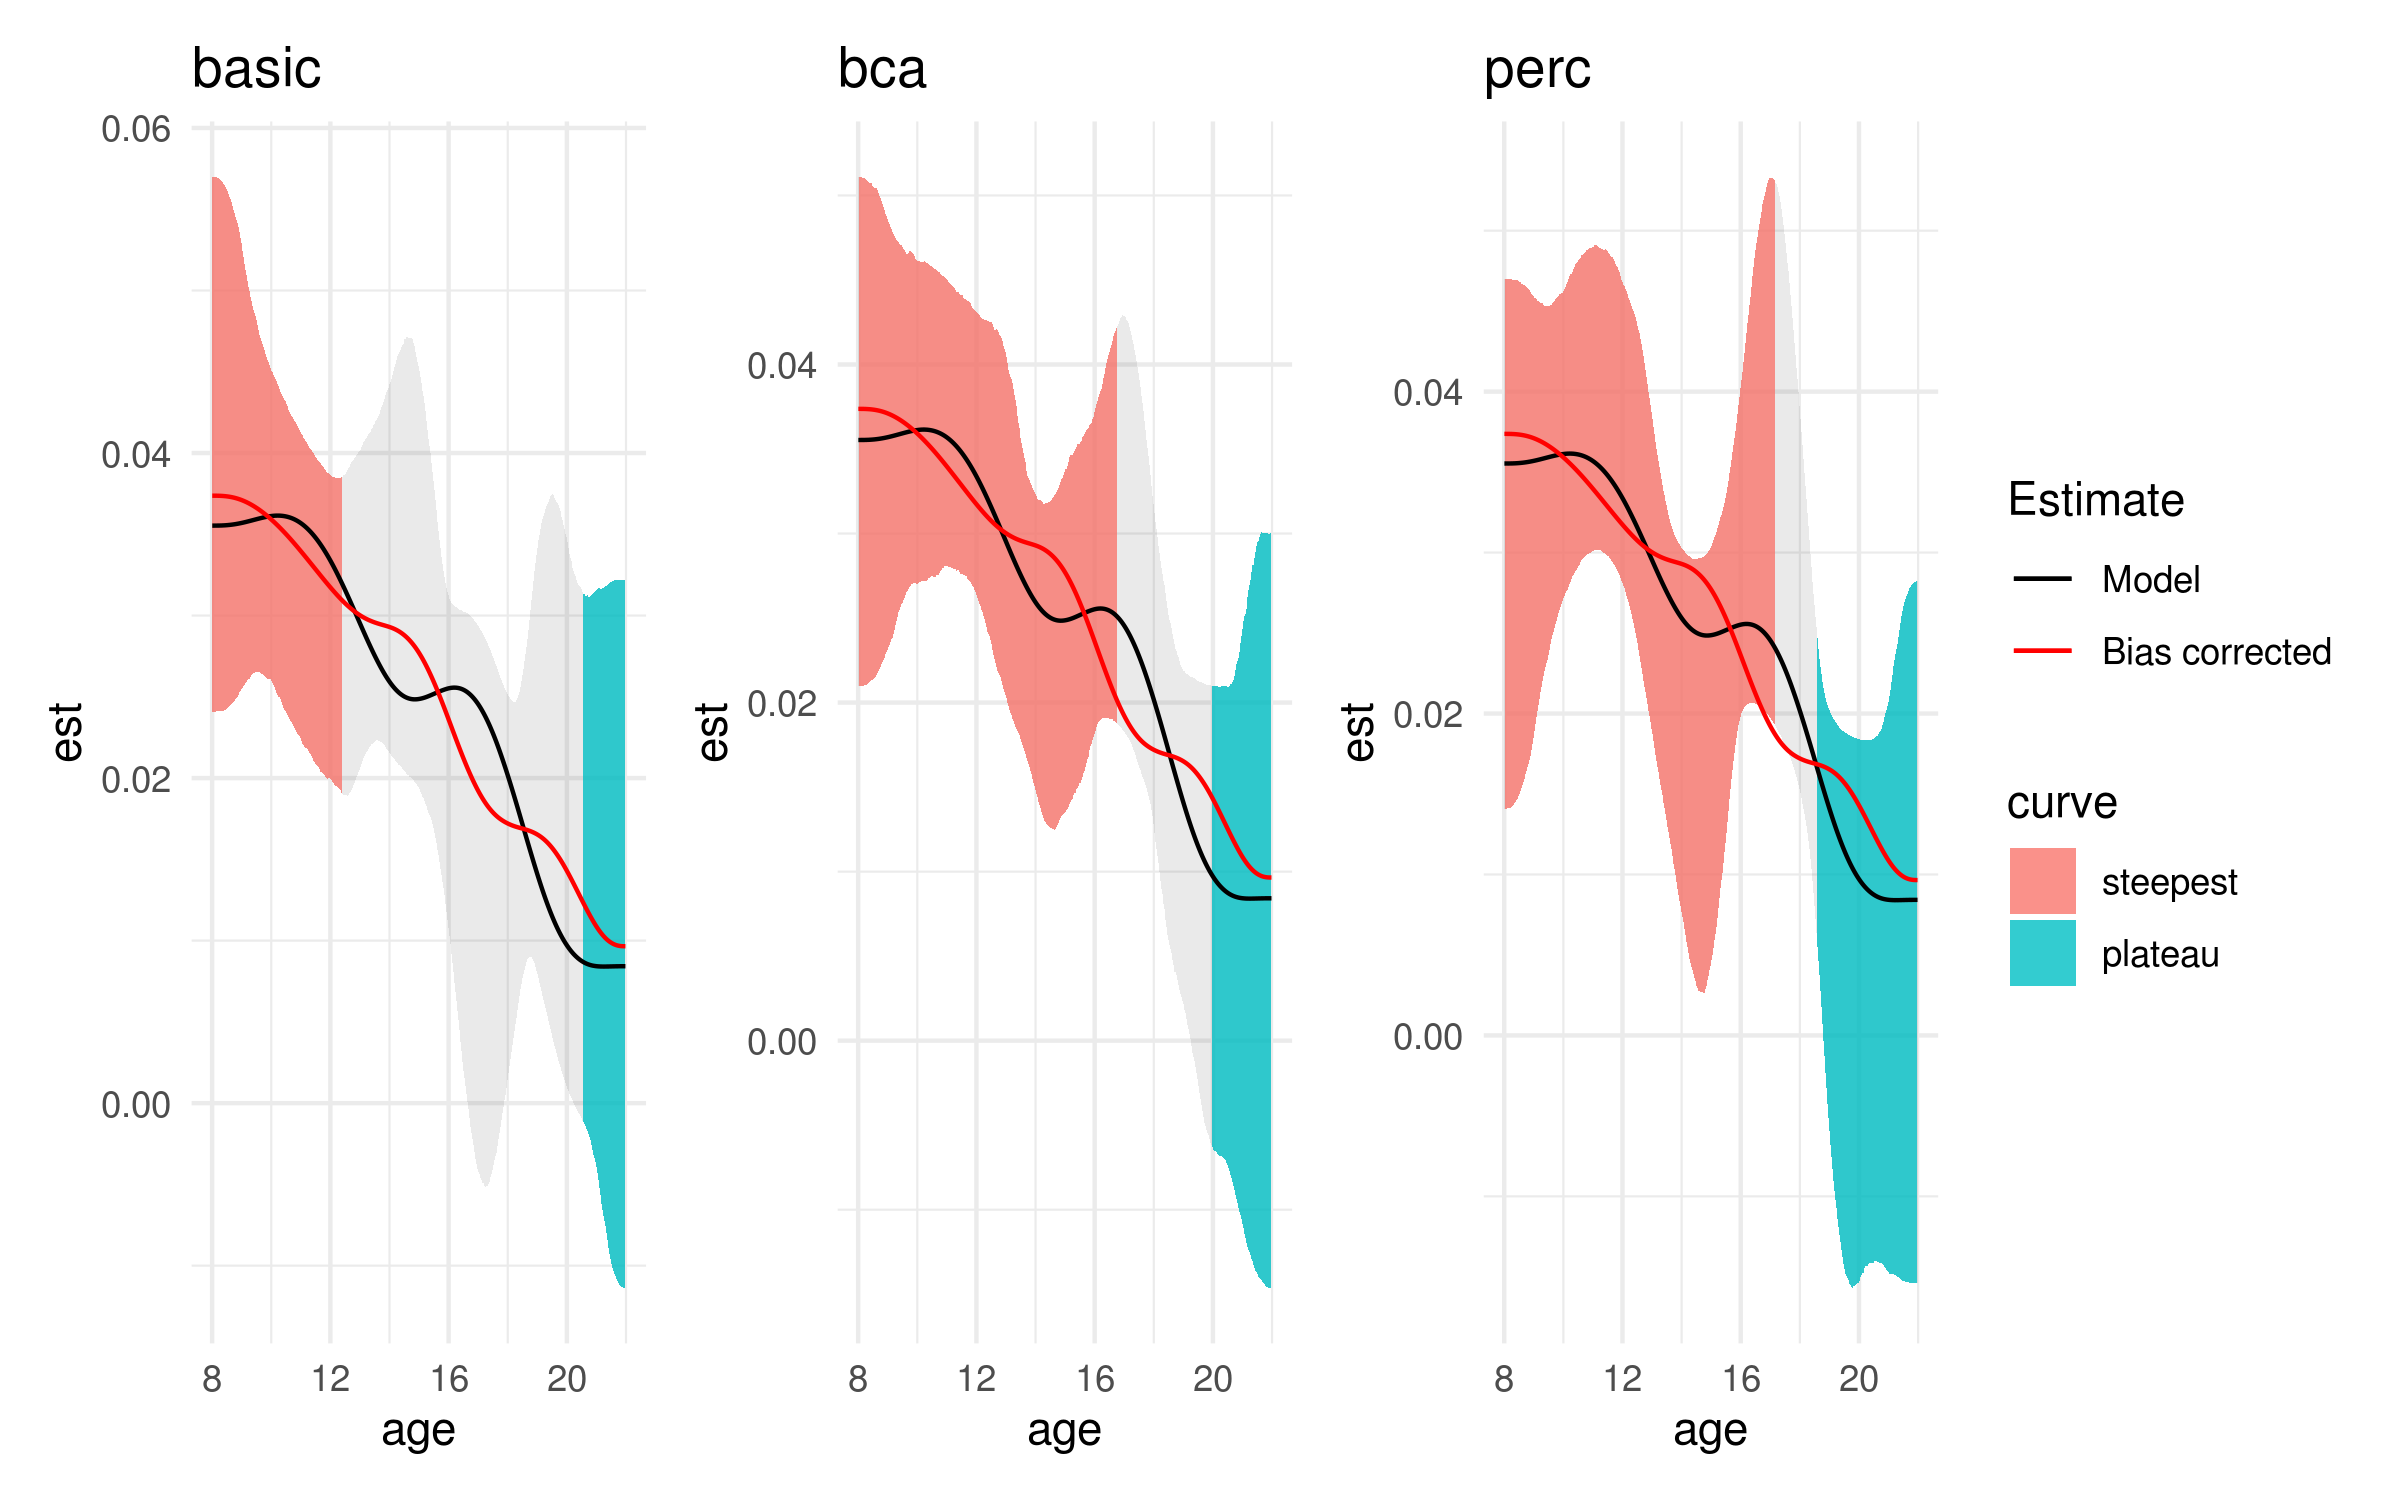 basic
0.06
0.04
0.02
0.00
est
8 12 16 20
age
bca
0.04
0.02
0.00
est
8 12 16 20
age
perc
0.04
0.02
0.00
est
8 12 16 20
age
Estimate
Model
Bias corrected
curve
steepest
plateau